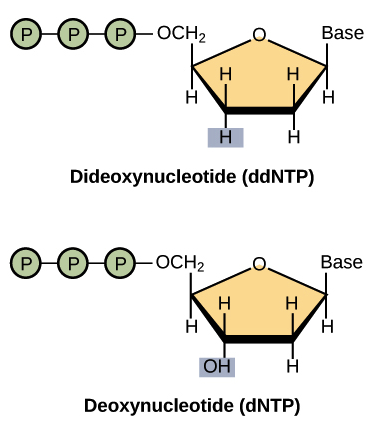 P P P OCH₂ O Base
H H
H H
H H
Dideoxynucleotide (ddNTP)
P P P OCH₂ O Base
H H
H H
OH H
Deoxynucleotide (dNTP)